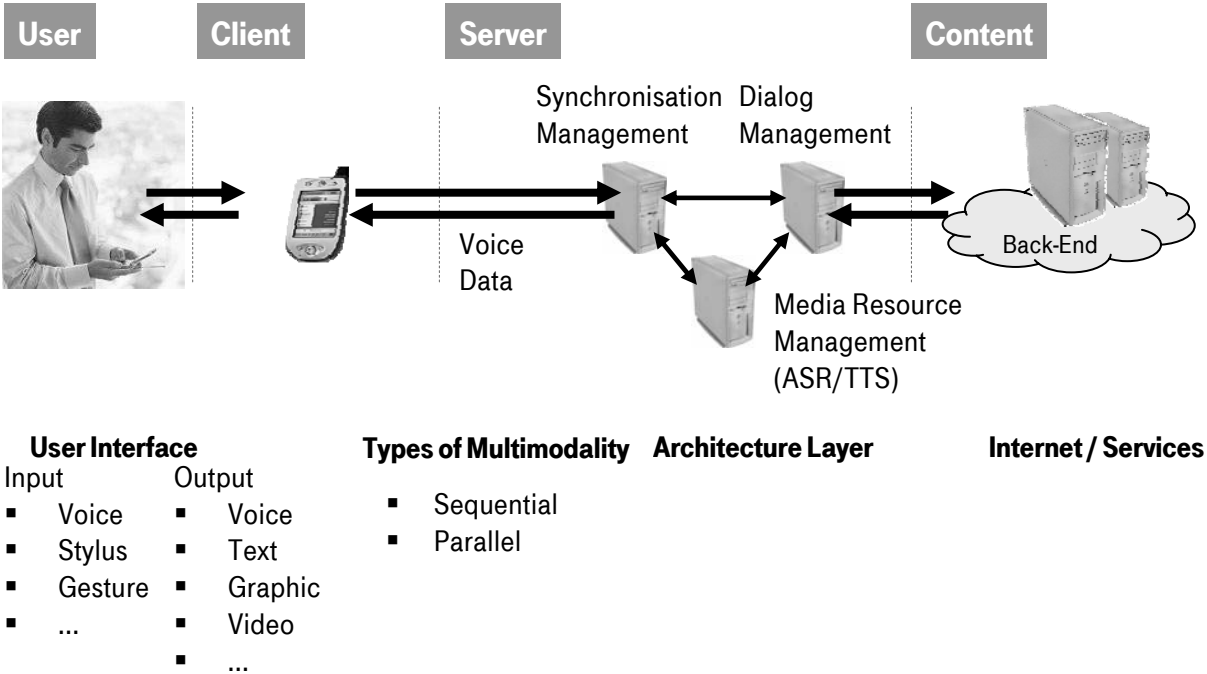 User
Client
Server
Content
Synchronisation
Management
Dialog
Management
Voice
Data
Media Resource
Management
(ASR/TTS)
Back-End
User Interface
Input
▪ Voice
▪ Stylus
▪ Gesture
▪ ...
Output
▪ Voice
▪ Text
▪ Graphic
▪ Video
▪ ...
Types of Multimodality
▪ Sequential
▪ Parallel
Architecture Layer
Internet / Services